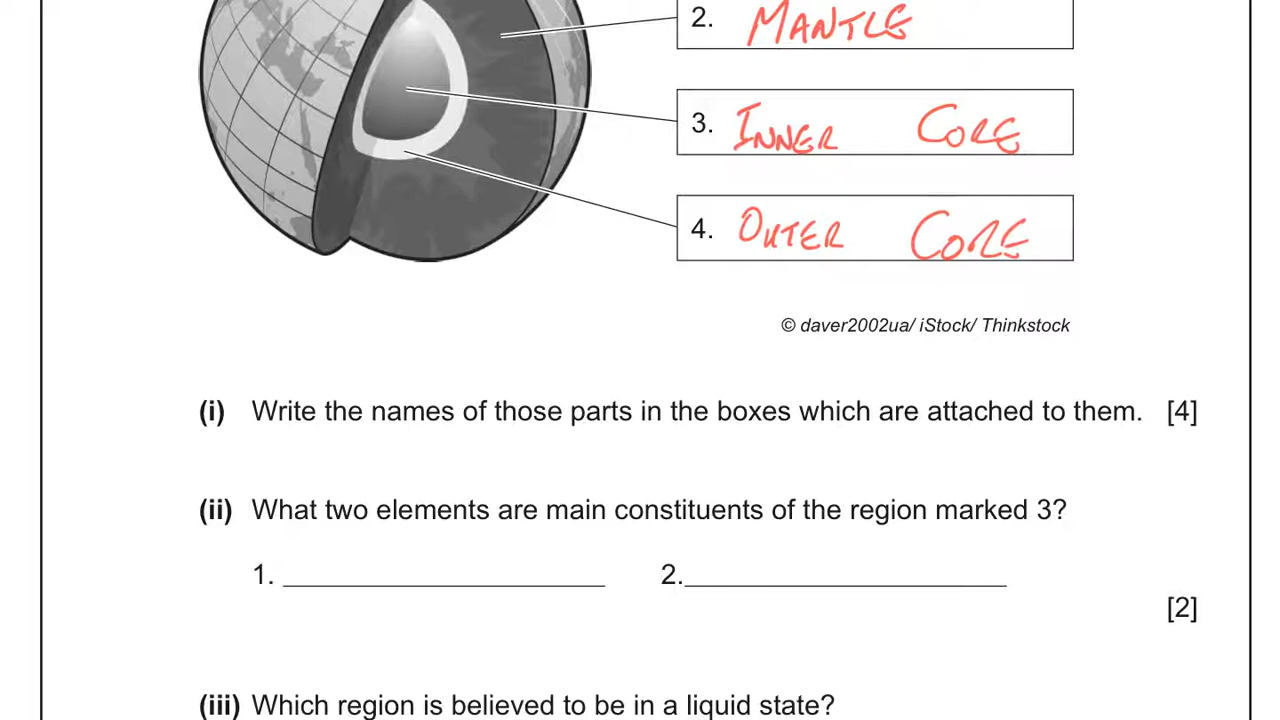 2. MANTLE
3. INNER CORE
4. OUTER CORE
© daver2002ua/ iStock/ Thinkstock
(i) Write the names of those parts in the boxes which are attached to them. [4]
(ii) What two elements are main constituents of the region marked 3?
1. ____________________ 2.____________________
[2]
(iii) Which region is believed to be in a liquid state?